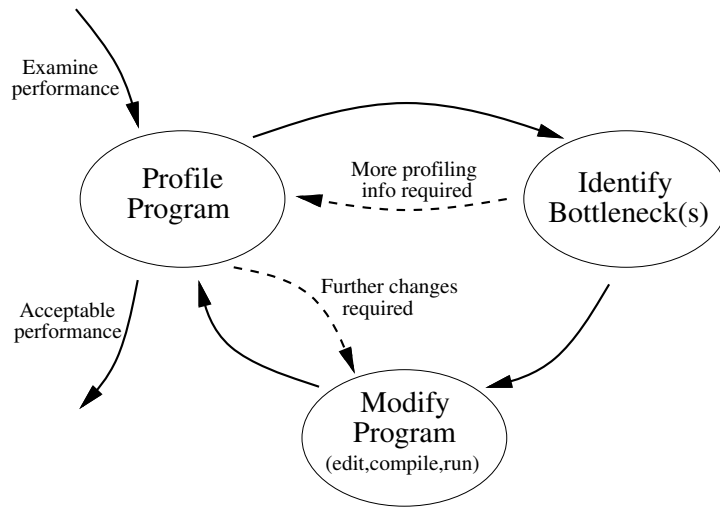 Examine
performance
Profile
Program
More profiling
info required
Identify
Bottleneck(s)
Further changes
required
Acceptable
performance
Modify
Program
(edit,compile,run)